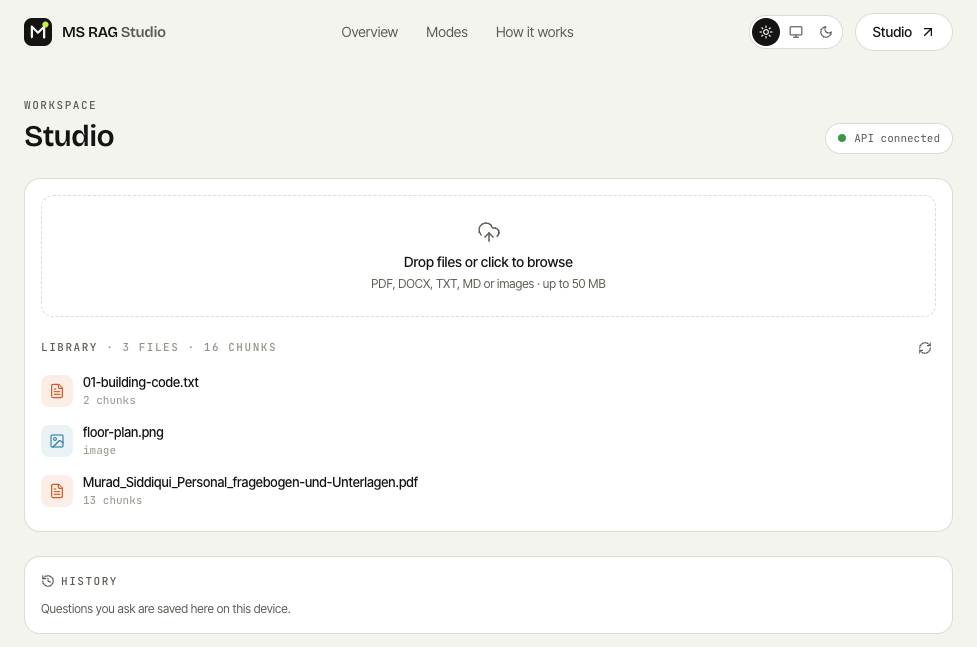 MS RAG Studio
Overview
Modes
How it works
Studio
WORKSPACE
Studio
API connected
Drop files or click to browse
PDF, DOCX, TXT, MD or images · up to 50 MB
LIBRARY · 3 FILES · 16 CHUNKS
01-building-code.txt
2 chunks
floor-plan.png
image
Murad_Siddiqui_Personal_fragebogen-und-Unterlagen.pdf
13 chunks
HISTORY
Questions you ask are saved here on this device.